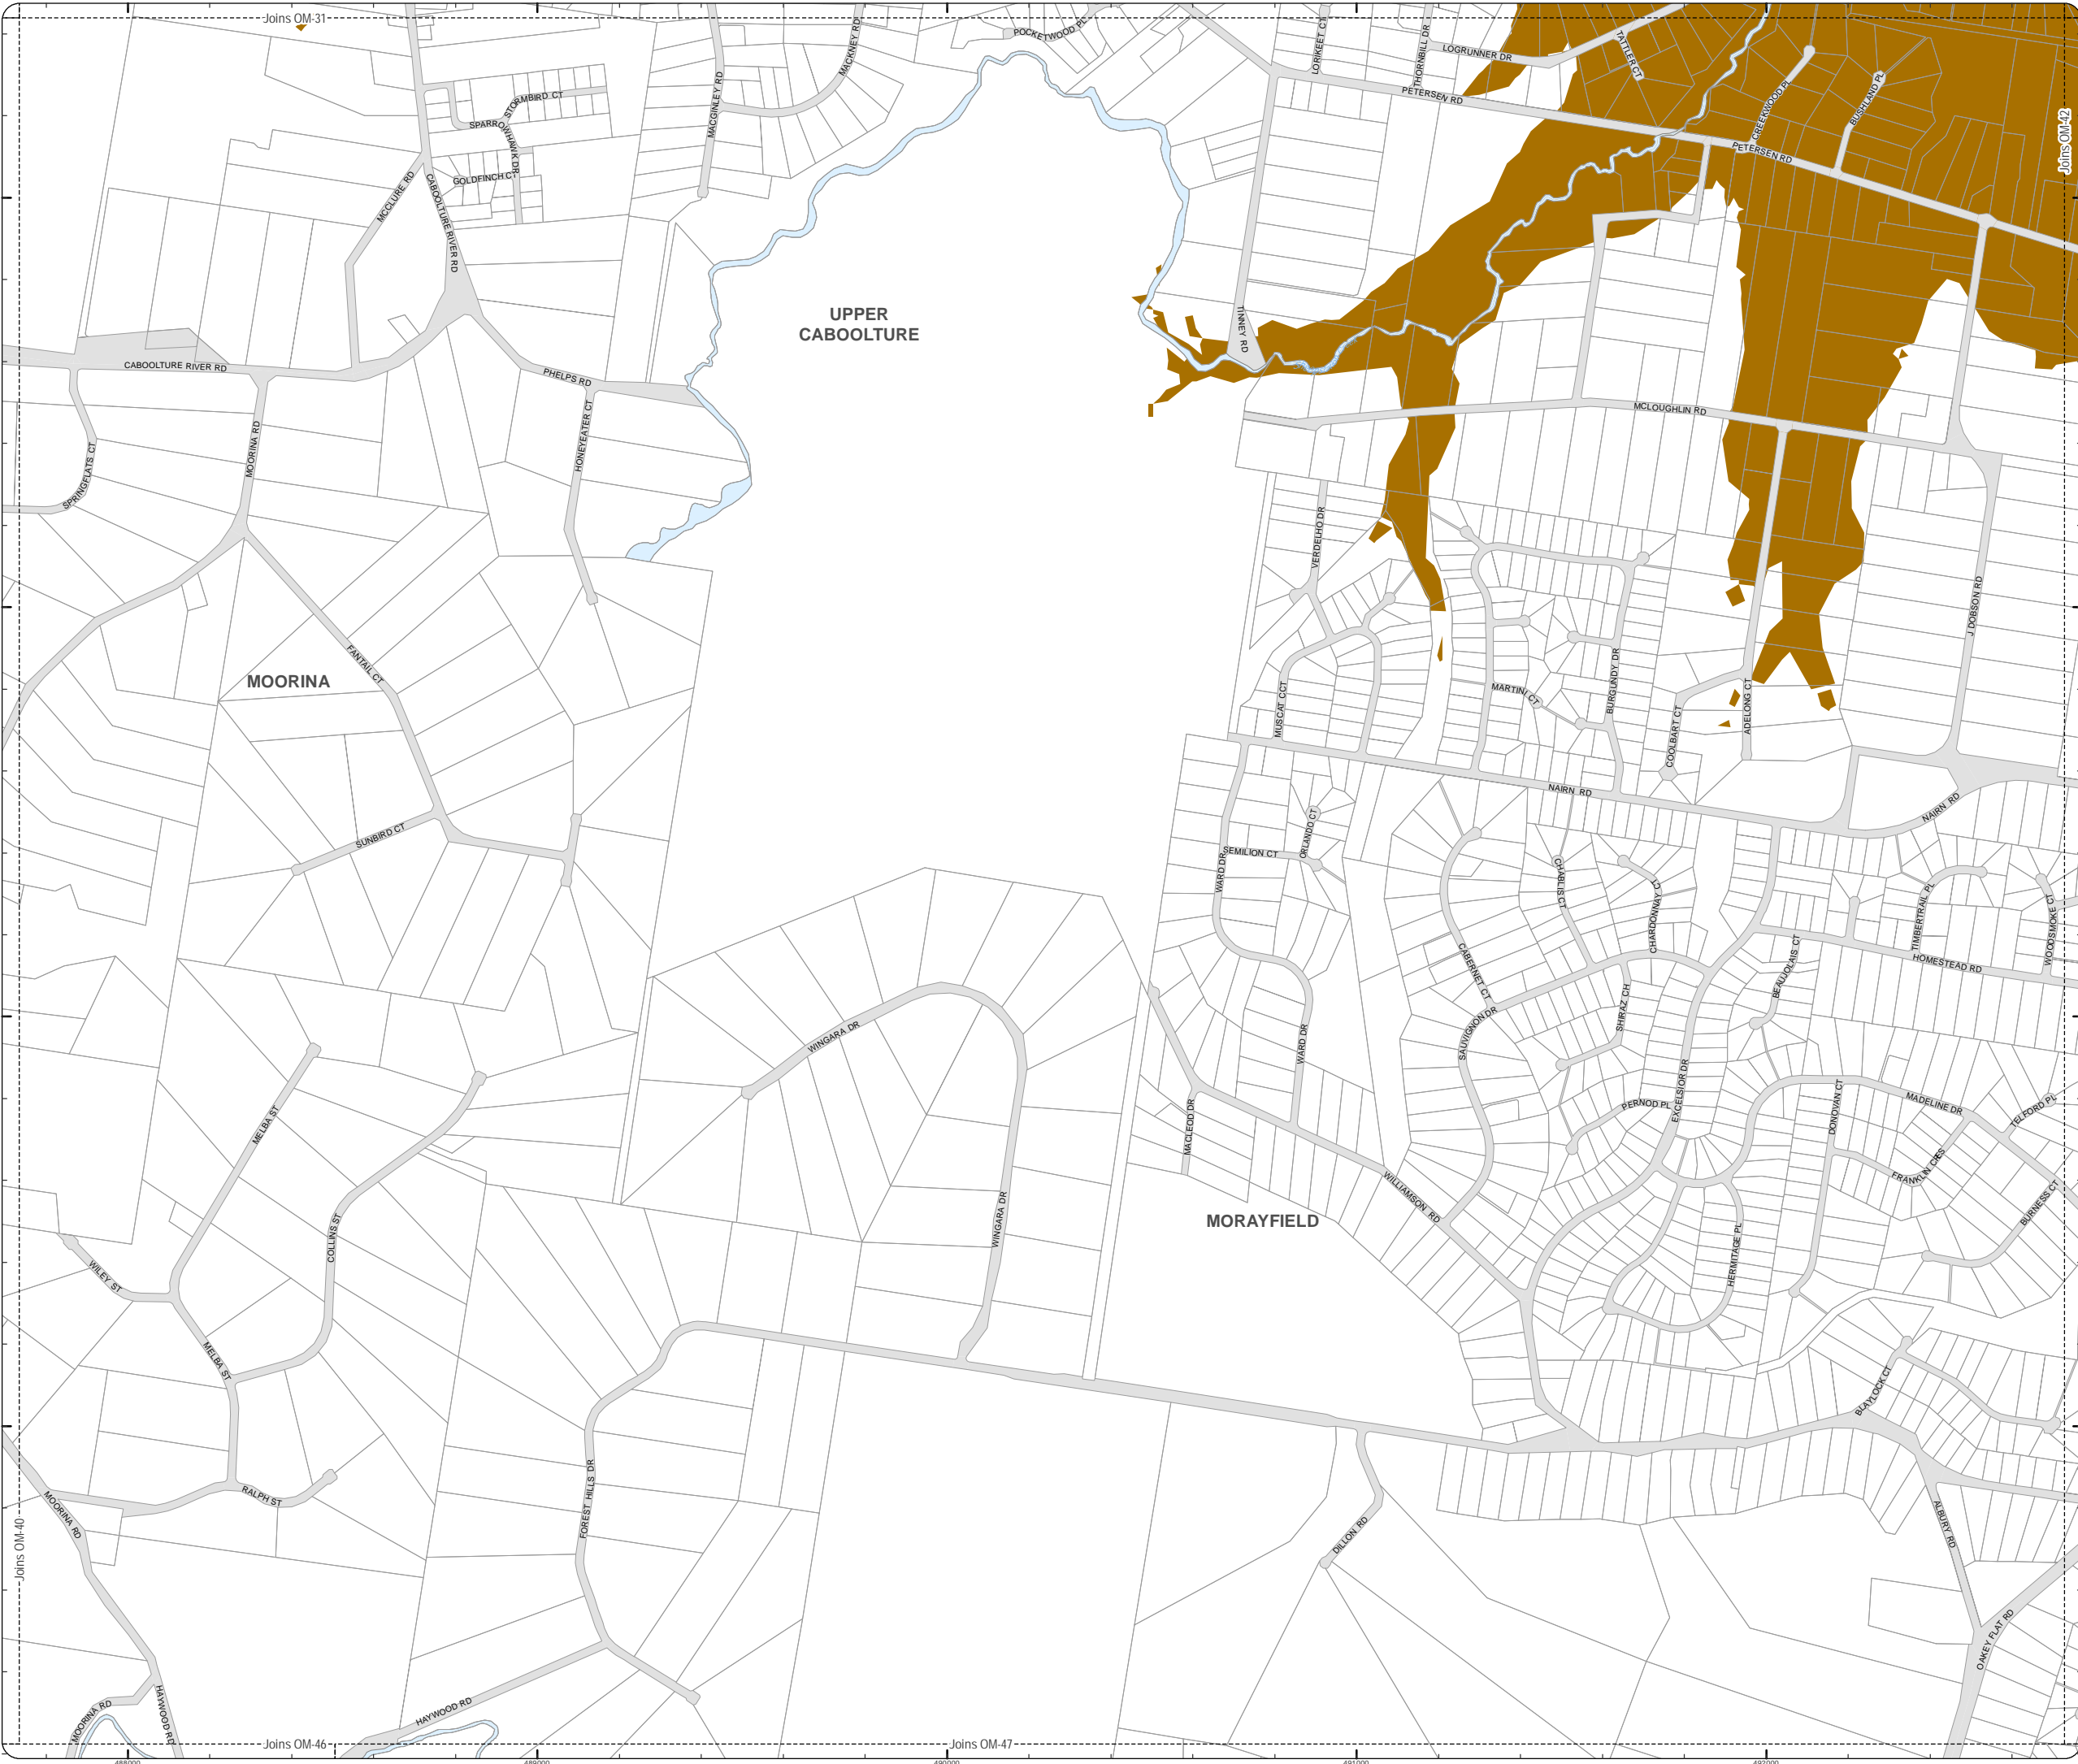 Joins OM-31
POCKETWOOD PL
MACKNEY RD
LORIKEET CT
THORNBILL DR
LOGRUNNER DR
TATTLER CT
CREEKWOOD PL
BUSHLAND PL
Joins OM-42
STORMBIRD CT
SPARROWHAWK DR
MACGINLEY RD
PETERSEN RD
PETERSEN RD
GOLDFINCH CT
MCCLURE RD
CABOOLTURE RIVER RD
UPPER
CABOOLTURE
TINNEY RD
CABOOLTURE RIVER RD
PHELPS RD
HONEYEATER CT
MCLOUGHLIN RD
MOORINA RD
SPRINGFLATS CT
VERDELHO DR
J DOBSON RD
FANTAIL CT
MOORINA
MUSCAT CCT
MARTINI CT
BURGUNDY DR
COOLBART CT
ADELONG CT
NAIRN RD
NAIRN RD
SUNBIRD CT
ORLANDO CT
SEMILION CT
WARD DR
CHABLIS CT
CHARDONNAY CT
TIMBERTRAIL PL
WOODSMOKE CT
CABERNET CT
BEAUJOLAIS CT
HOMESTEAD RD
SHIRAZ CH
SAUVIGNON DR
WINGARA DR
WARD DR
EXCELSIOR DR
PERNOD PL
MADELINE DR
TELFORD PL
DONOVAN CT
MELBA ST
MACLEOD DR
FRANKLIN CRES
BURNESS CT
WILLIAMSON RD
WINGARA DR
MORAYFIELD
COLLINS ST
HERMITAGE PL
WILEY ST
MELBA ST
BLAYLOCK CT
RALPH ST
FOREST HILLS DR
MOORINA RD
DILLON RD
ALBURY RD
Joins OM-40
OAKEY FLAT RD
MOORINA RD
HAYWOOD RD
HAYWOOD RD
Joins OM-46
Joins OM-47